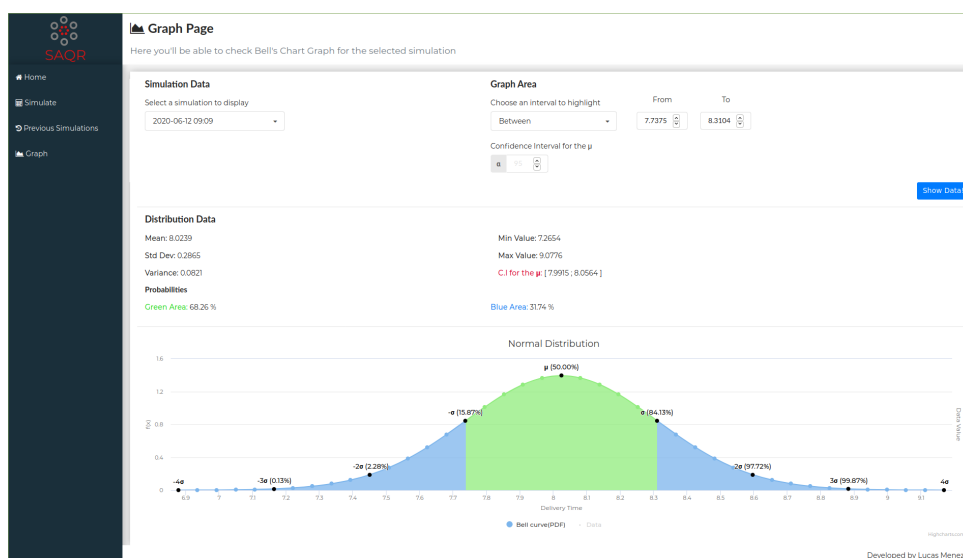 SAQR
Home
Simulate
Previous Simulations
Graph
Graph Page
Here you'll be able to check Bell's Chart Graph for the selected simulation
Simulation Data
Select a simulation to display
2020-06-12 09:09
Graph Area
Choose an interval to highlight
From
To
Between
7.7375
8.3104
Confidence Interval for the μ
α
95
Show Data!
Distribution Data
Mean: 8.0239
Std Dev: 0.2865
Variance: 0.0821
Min Value: 7.2654
Max Value: 9.0776
C.I for the μ: [ 7.9915 ; 8.0564 ]
Probabilities
Green Area: 68.26 %
Blue Area: 31.74 %
Normal Distribution
1.6
1.2
0.8
0.4
0
f(x)
Data Value
-4σ
-3σ (0.13%)
-2σ (2.28%)
-σ (15.87%)
μ (50.00%)
σ (84.13%)
-2σ (97.72%)
3σ (99.87%)
4σ
6.9 7 7.1 7.2 7.3 7.4 7.5 7.6 7.7 7.8 7.9 8 8.1 8.2 8.3 8.4 8.5 8.6 8.7 8.8 8.9 9 9.1
Delivery Time
Bell curve(PDF) Data
Highcharts.com
Developed by Lucas Menez